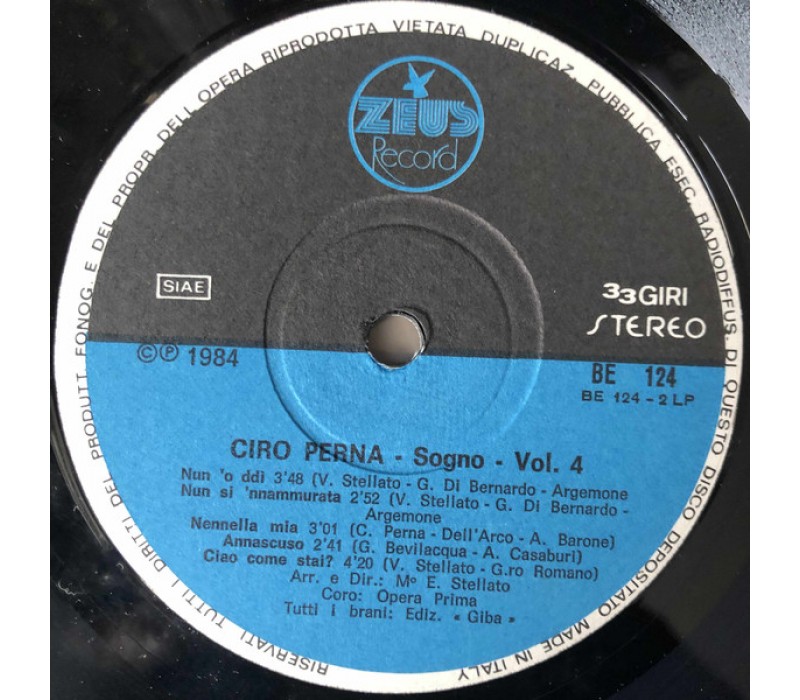 RISERVATI TUTTI I DIRITTI DEL PRODUTT. FONOG. E DEL PROPR. DELL'OPERA RIPRODOTTA VIETATA DUPLICAZ. PUBBLICA ESEC. RADIODIFFUS. DI QUESTO DISCO DEPOSITATO MADE IN ITALY
ZEUS
Record
SIAE
33GIRI
STEREO
©℗ 1984
BE 124
BE 124 - 2 LP
CIRO PERNA - Sogno - Vol. 4
Nun 'o ddì 3'48 (V. Stellato - G. Di Bernardo - Argemone
Nun si 'nnammurata 2'52 (V. Stellato - G. Di Bernardo -
Argemone
Nennella mia 3'01 (C. Perna - Dell'Arco - A. Barone)
Annascuso 2'41 (G. Bevilacqua - A. Casaburi)
Ciao come stai? 4'20 (V. Stellato - G.ro Romano)
Arr. e Dir.: Mº E. Stellato
Coro: Opera Prima
Tutti i brani: Ediz. « Giba »